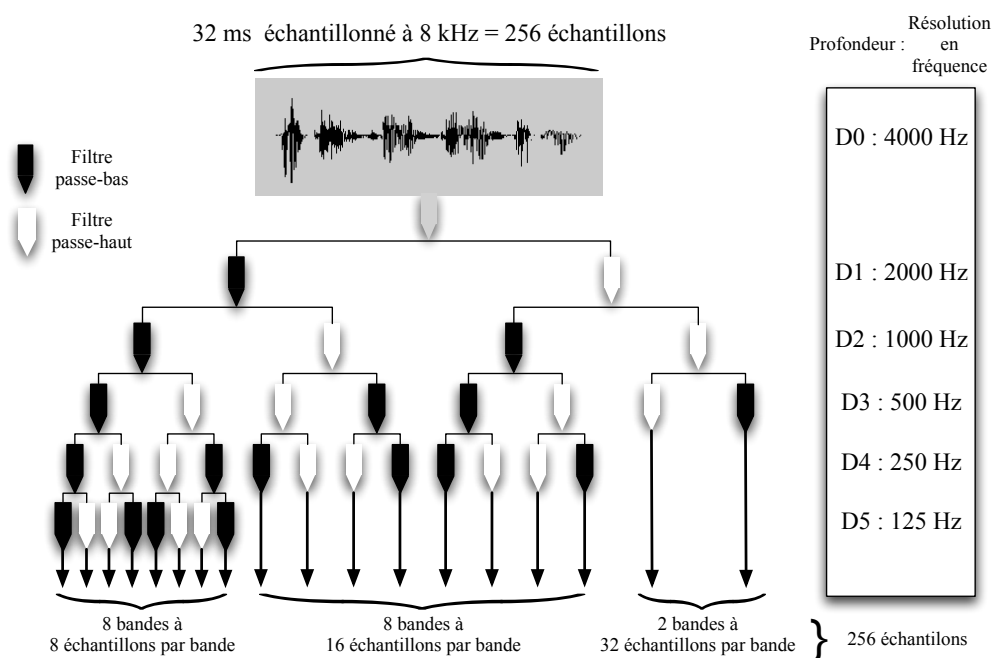 32 ms échantillonné à 8 kHz = 256 échantillons
Profondeur : Résolution
en
fréquence
Filtre
passe-bas
Filtre
passe-haut
D0 : 4000 Hz
D1 : 2000 Hz
D2 : 1000 Hz
D3 : 500 Hz
D4 : 250 Hz
D5 : 125 Hz
8 bandes à
8 échantillons par bande
8 bandes à
16 échantillons par bande
2 bandes à
32 échantillons par bande
256 échantilons